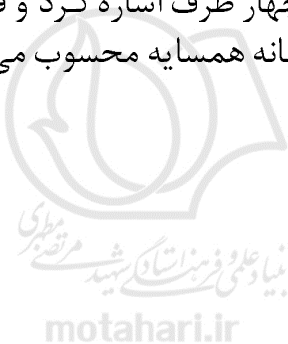 چهار طرف اشاره کرد و ف
انه همسایه محسوب می
بنیاد علمی و فرهنگی استاد شهید مرتضی مطهری
motahari.ir